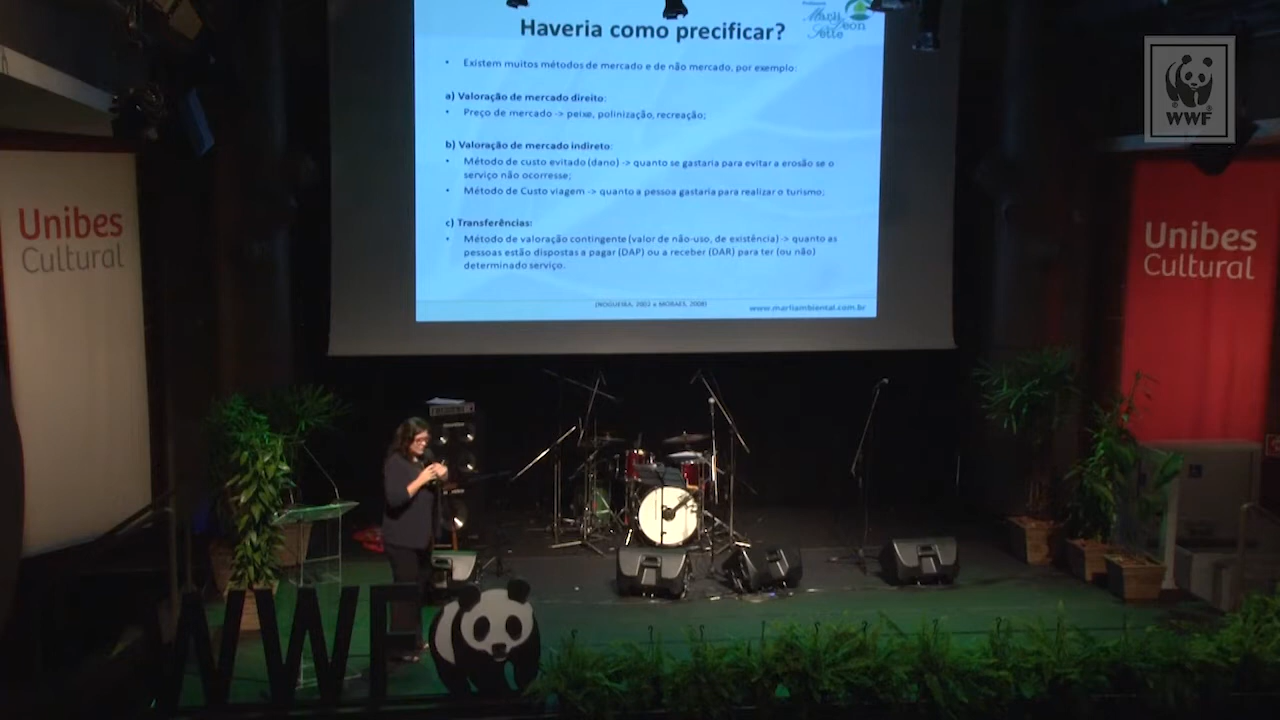 Haveria como precificar?
Professora
Marli
Deon
Sette
• Existem muitos métodos de mercado e de não mercado, por exemplo:
a) Valoração de mercado direito:
• Preço de mercado -> peixe, polinização, recreação;
b) Valoração de mercado indireto:
• Método de custo evitado (dano) -> quanto se gastaria para evitar a erosão se o
serviço não ocorresse;
• Método de Custo viagem -> quanto a pessoa gastaria para realizar o turismo;
c) Transferências:
• Método de valoração contingente (valor de não-uso, de existência) -> quanto as
pessoas estão dispostas a pagar (DAP) ou a receber (DAR) para ter (ou não)
determinado serviço.
(NOGUEIRA, 2002 e MORAES, 2008)
www.marliambiental.com.br
WWF
Unibes
Cultural
Unibes
Cultural
WWF